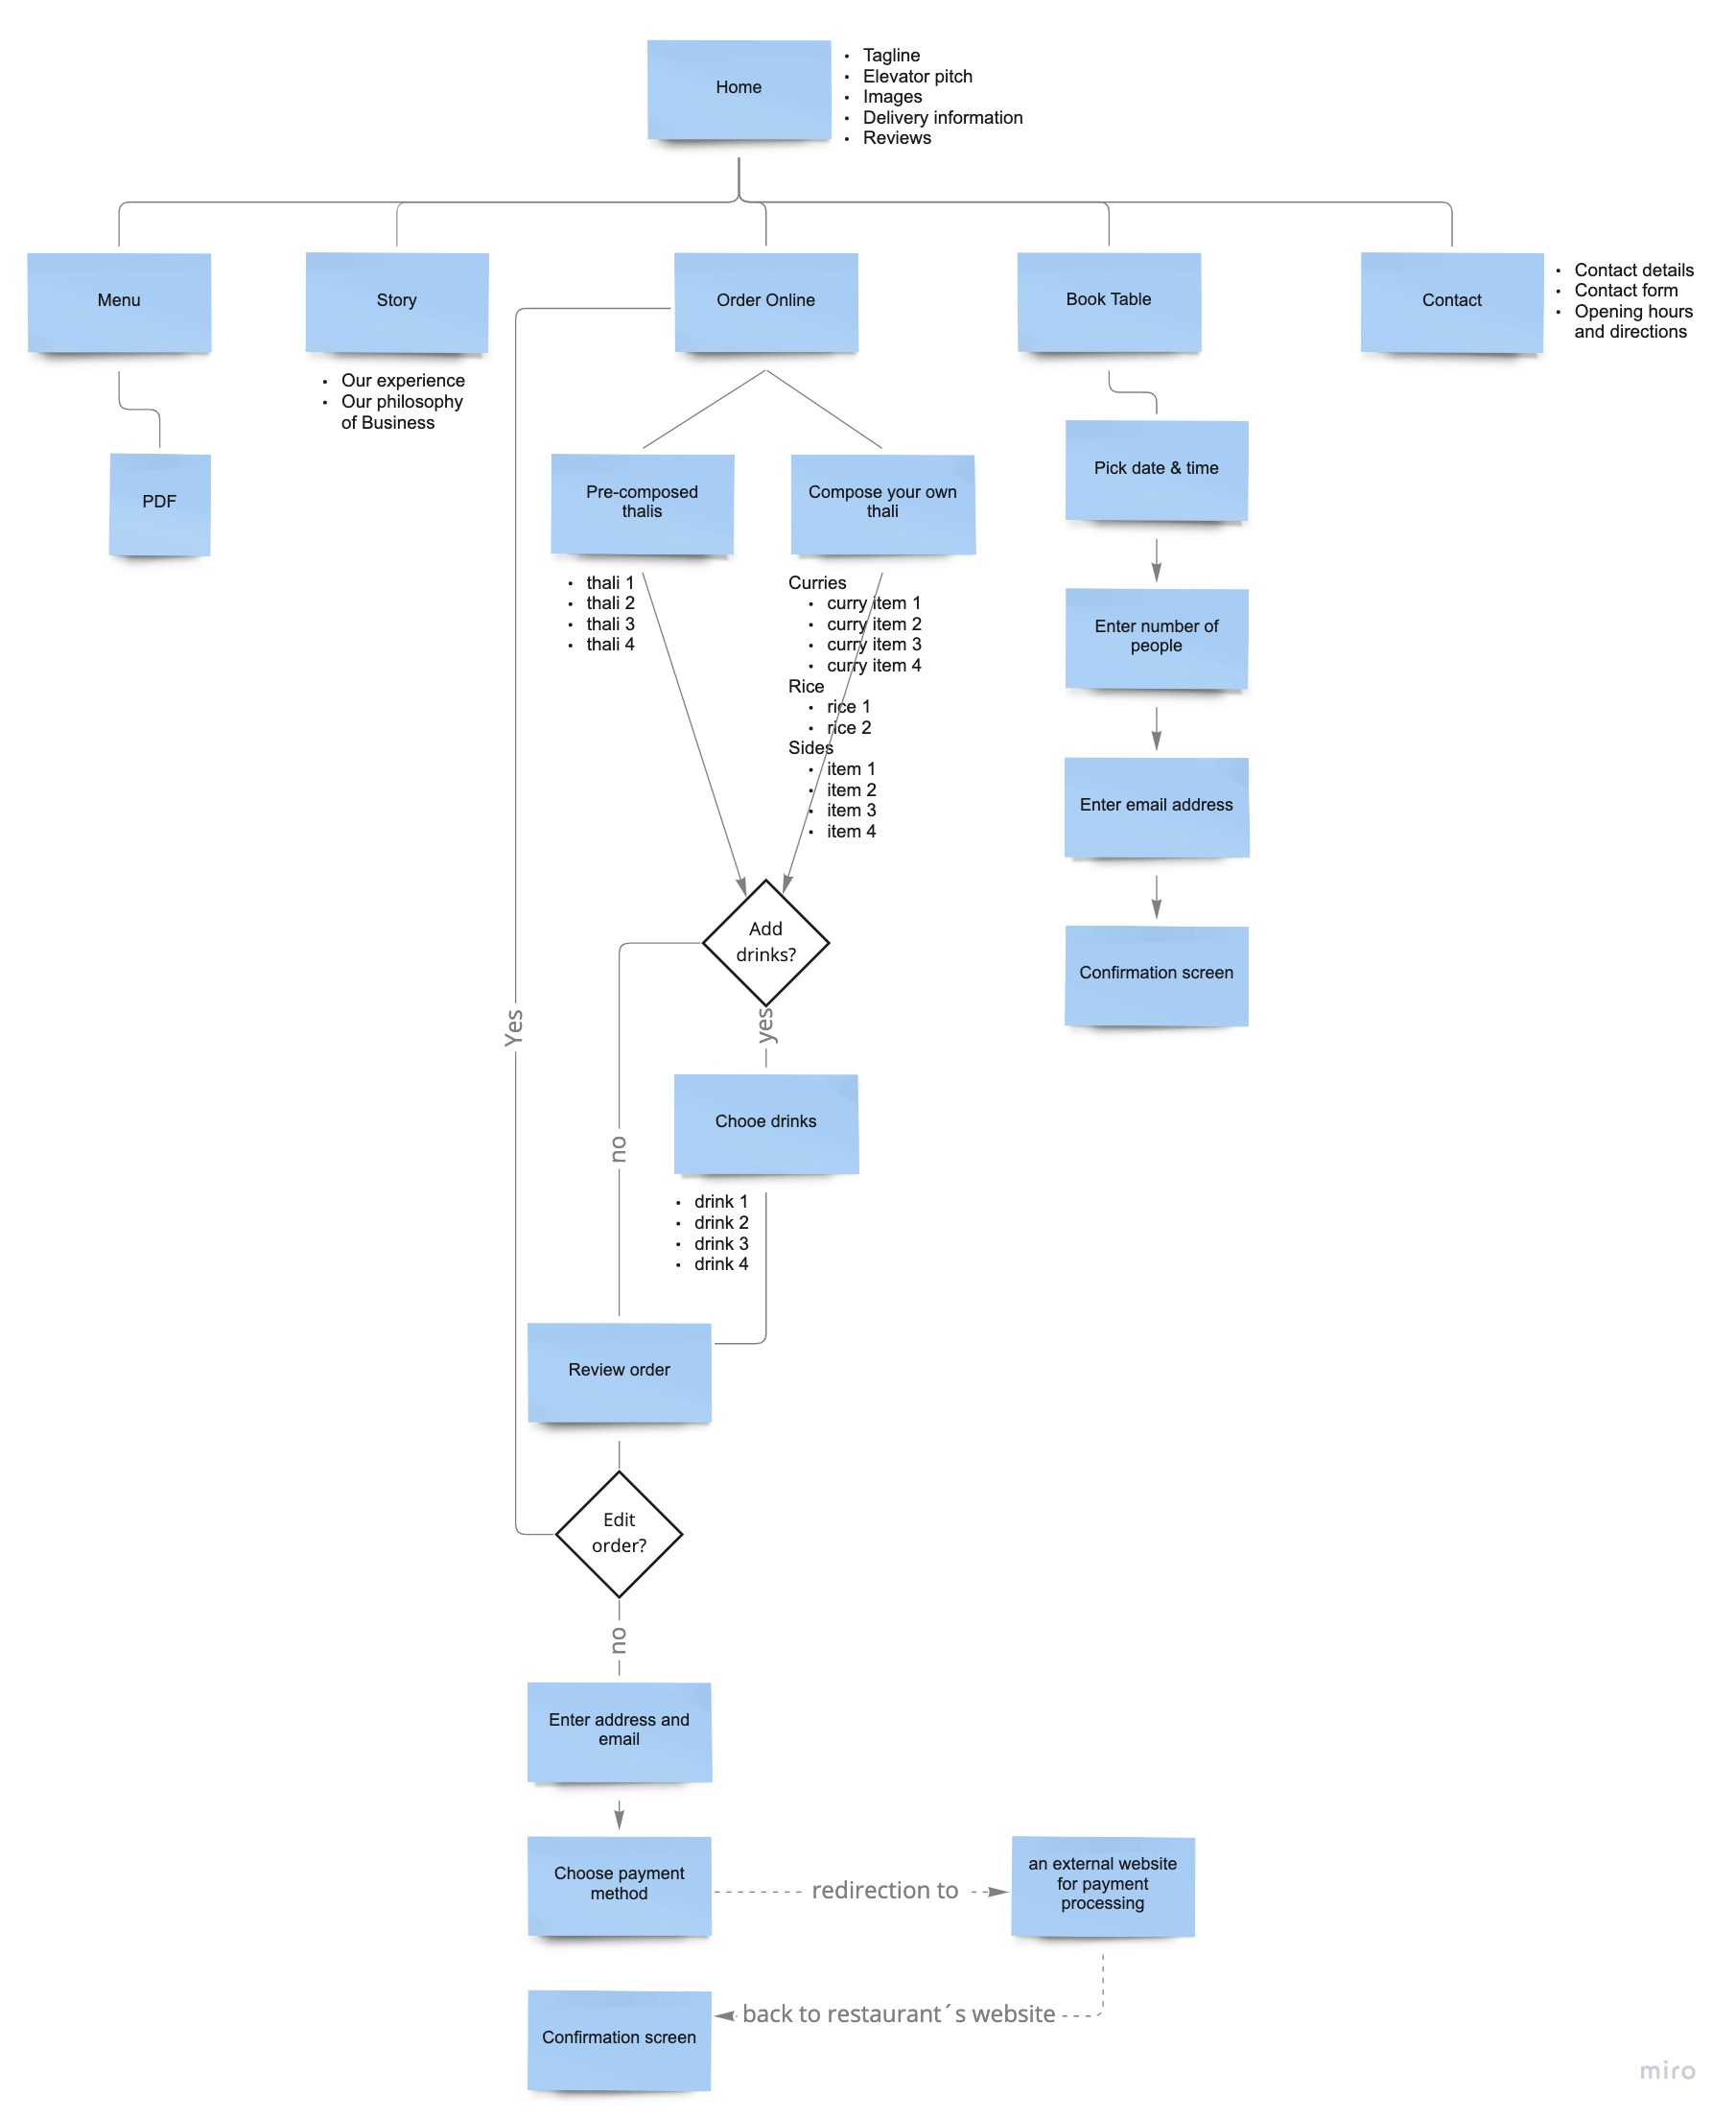 Home
• Tagline
• Elevator pitch
• Images
• Delivery information
• Reviews
Menu
Story
Order Online
Book Table
Contact
• Contact details
• Contact form
• Opening hours
and directions
• Our experience
• Our philosophy
of Business
PDF
Pre-composed
thalis
Compose your own
thali
Pick date & time
• thali 1
• thali 2
• thali 3
• thali 4
Curries
• curry item 1
• curry item 2
• curry item 3
• curry item 4
Rice
• rice 1
• rice 2
Sides
• item 1
• item 2
• item 3
• item 4
Enter number of
people
Enter email address
Confirmation screen
Add
drinks?
Yes
yes
no
Chooe drinks
• drink 1
• drink 2
• drink 3
• drink 4
Review order
Edit
order?
no
Enter address and
email
Choose payment
method
redirection to
an external website
for payment
processing
back to restaurant´s website
Confirmation screen
miro